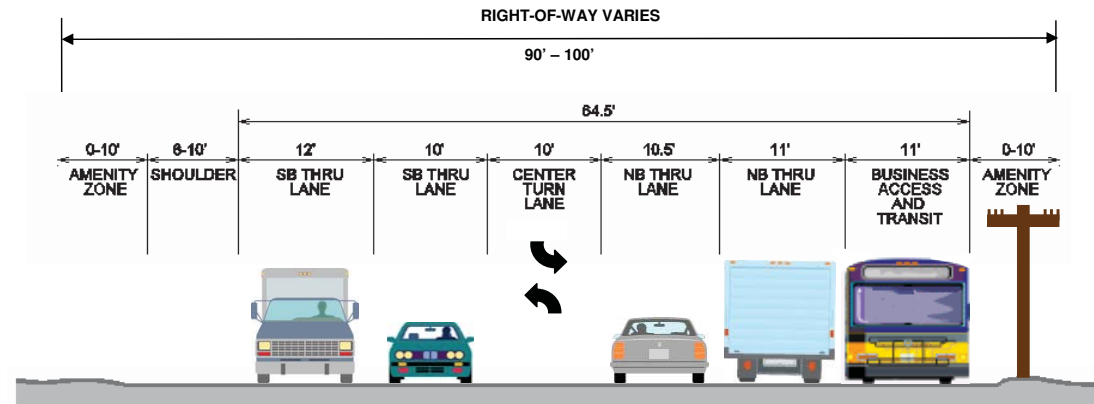 RIGHT-OF-WAY VARIES
90’ – 100’
64.5'
0-10'
6-10'
12'
10'
10'
10.5'
11'
11'
0-10'
AMENITY
ZONE
SHOULDER
SB THRU
LANE
SB THRU
LANE
CENTER
TURN
LANE
NB THRU
LANE
NB THRU
LANE
BUSINESS
ACCESS
AND
TRANSIT
AMENITY
ZONE